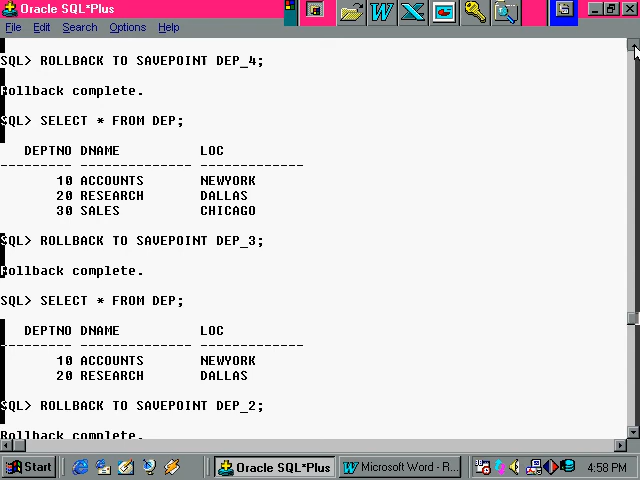 Oracle SQL*Plus
File Edit Search Options Help
SQL> ROLLBACK TO SAVEPOINT DEP_4;
Rollback complete.
SQL> SELECT * FROM DEP;
DEPTNO DNAME LOC
--------- -------------- -------------
10 ACCOUNTS NEWYORK
20 RESEARCH DALLAS
30 SALES CHICAGO
SQL> ROLLBACK TO SAVEPOINT DEP_3;
Rollback complete.
SQL> SELECT * FROM DEP;
DEPTNO DNAME LOC
--------- -------------- -------------
10 ACCOUNTS NEWYORK
20 RESEARCH DALLAS
SQL> ROLLBACK TO SAVEPOINT DEP_2;
Rollback complete.
Start Oracle SQL*Plus Microsoft Word - R... 4:58 PM